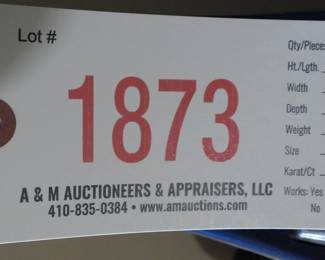 Lot #
1873
A & M AUCTIONEERS & APPRAISERS, LLC
410-835-0384 • www.amauctions.com
Qty/Pieces
Ht./Lgth.
Width
Depth
Weight
Size
Karat/Ct
Works: Yes
No